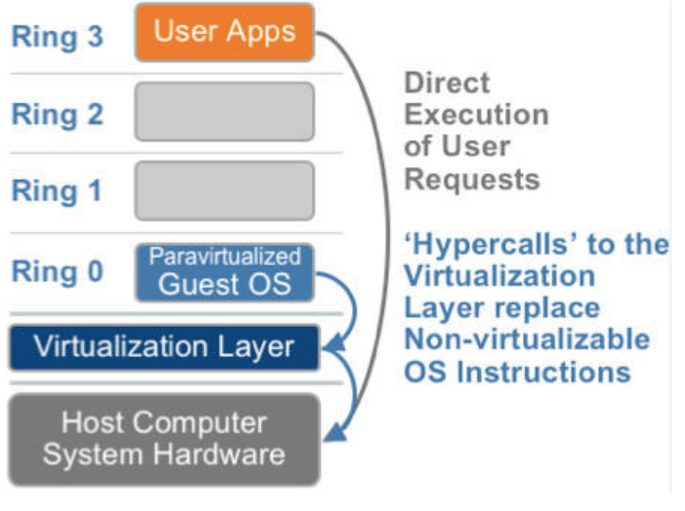 Ring 3
User Apps
Ring 2
Ring 1
Ring 0
Paravirtualized
Guest OS
Virtualization Layer
Host Computer
System Hardware
Direct
Execution
of User
Requests
‘Hypercalls’ to the
Virtualization
Layer replace
Non-virtualizable
OS Instructions